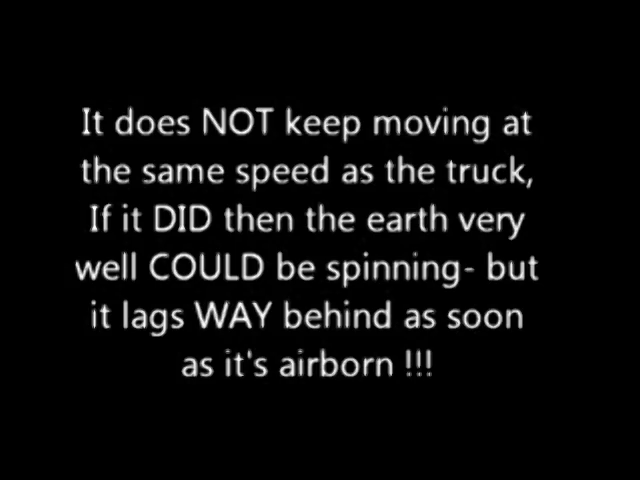 It does NOT keep moving at
the same speed as the truck,
If it DID then the earth very
well COULD be spinning- but
it lags WAY behind as soon
as it's airborn !!!